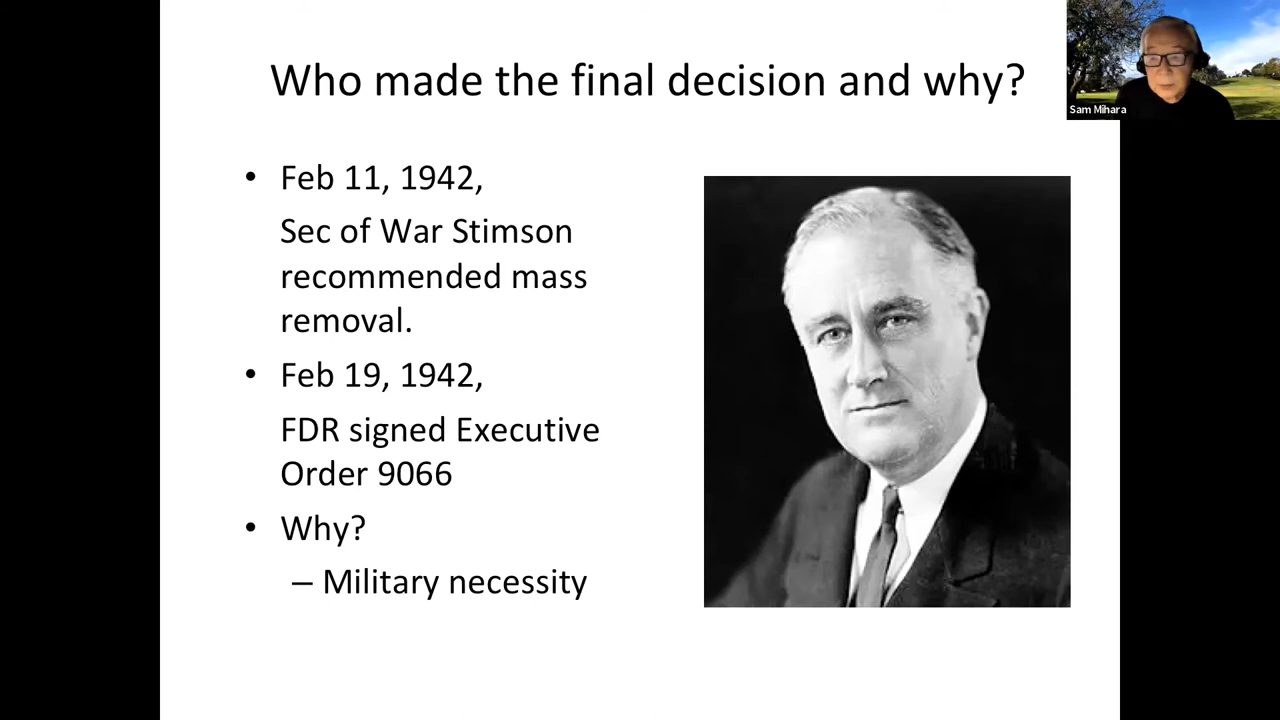 Who made the final decision and why?
Sam Mihara
• Feb 11, 1942,
Sec of War Stimson
recommended mass
removal.
• Feb 19, 1942,
FDR signed Executive
Order 9066
• Why?
– Military necessity